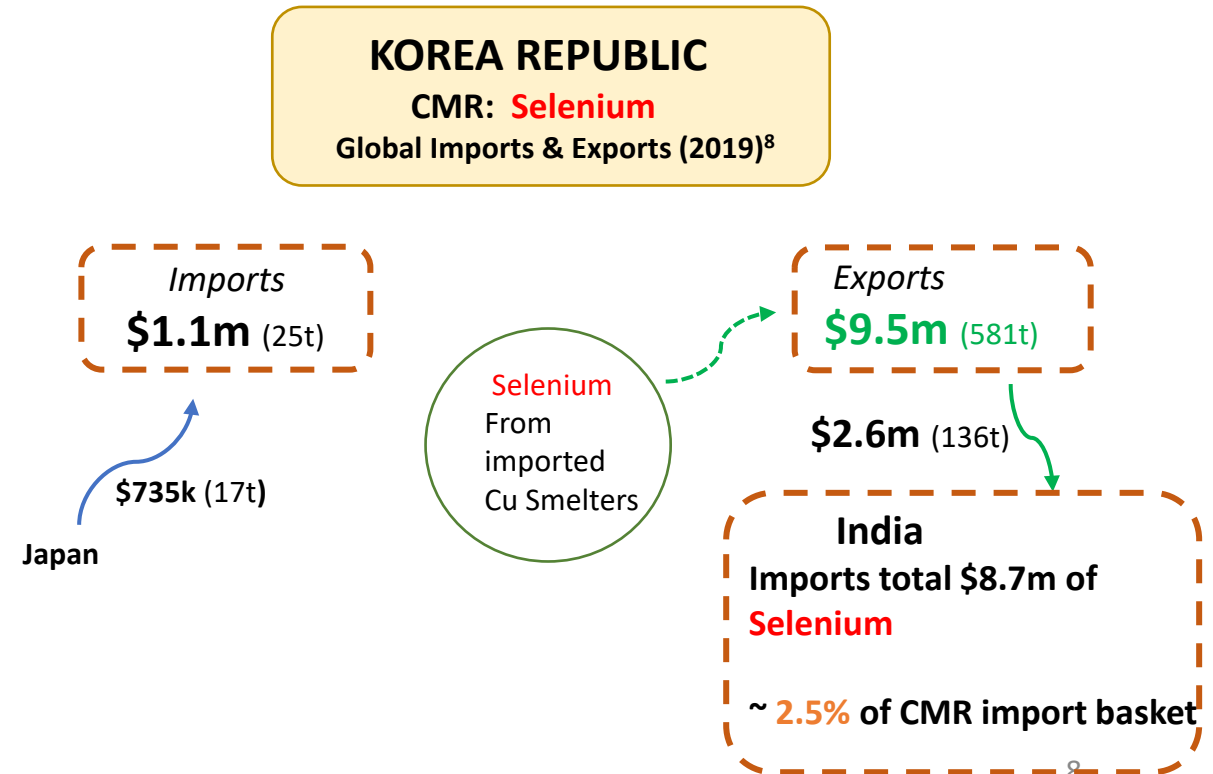 KOREA REPUBLIC
CMR: Selenium
Global Imports & Exports (2019)⁸
Imports
$1.1m (25t)
Exports
$9.5m (581t)
Selenium
From
imported
Cu Smelters
$2.6m (136t)
$735k (17t)
Japan
India
Imports total $8.7m of
Selenium
~ 2.5% of CMR import basket
8